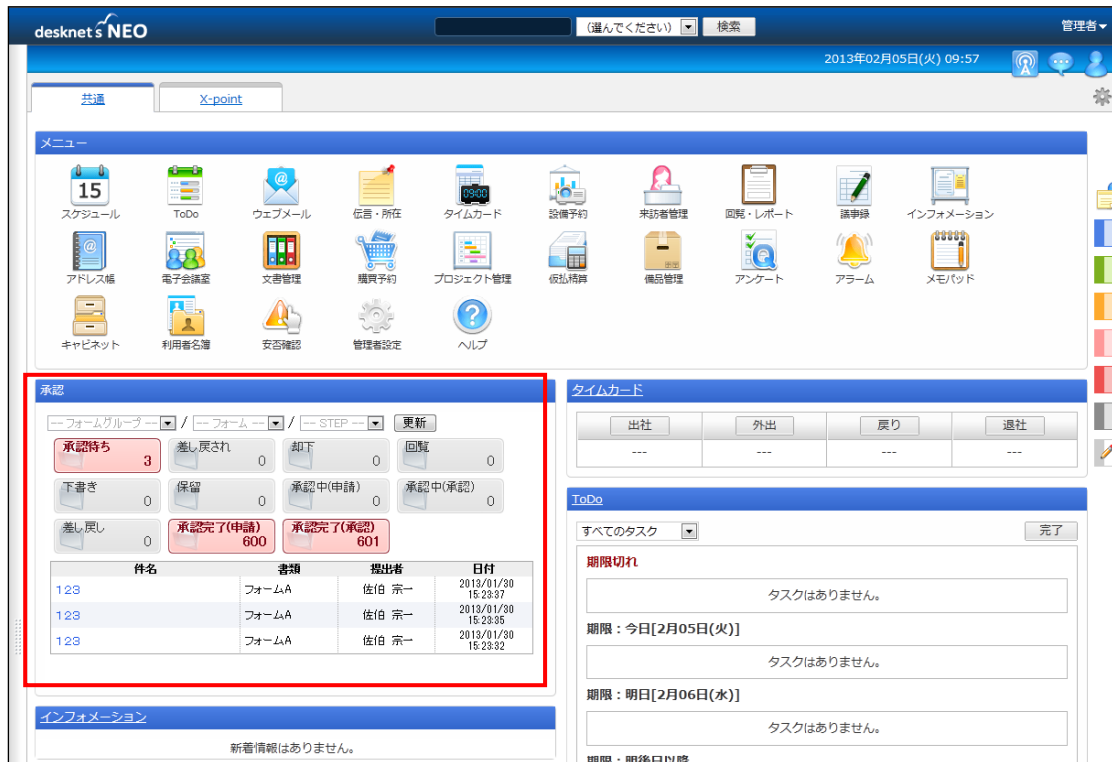 desknet's NEO
(選んでください)
検索
管理者▼
2013年02月05日(火) 09:57
共通
X-point
メニュー
15
スケジュール
ToDo
@
ウェブメール
伝言・所在
09:00
タイムカード
設備予約
来訪者管理
回覧・レポート
議事録
インフォメーション
@
アドレス帳
電子会議室
文書管理
購買予約
プロジェクト管理
仮払精算
備品管理
アンケート
アラーム
メモパッド
キャビネット
利用者名簿
安否確認
管理者設定
?
ヘルプ
承認
-- フォームグループ -- / -- フォーム -- / -- STEP -- 更新
承認待ち 3
差し戻され 0
却下 0
回覧 0
下書き 0
保留 0
承認中(申請) 0
承認中(承認) 0
差し戻し 0
承認完了(申請) 600
承認完了(承認) 601
件名 書類 提出者 日付
123 フォームA 佐伯 宗一 2013/01/30 15:23:37
123 フォームA 佐伯 宗一 2013/01/30 15:23:35
123 フォームA 佐伯 宗一 2013/01/30 15:23:32
インフォメーション
新着情報はありません。
タイムカード
出社 外出 戻り 退社
--- --- --- ---
ToDo
すべてのタスク
完了
期限切れ
タスクはありません。
期限：今日[2月05日(火)]
タスクはありません。
期限：明日[2月06日(水)]
タスクはありません。
期限：明後日以降